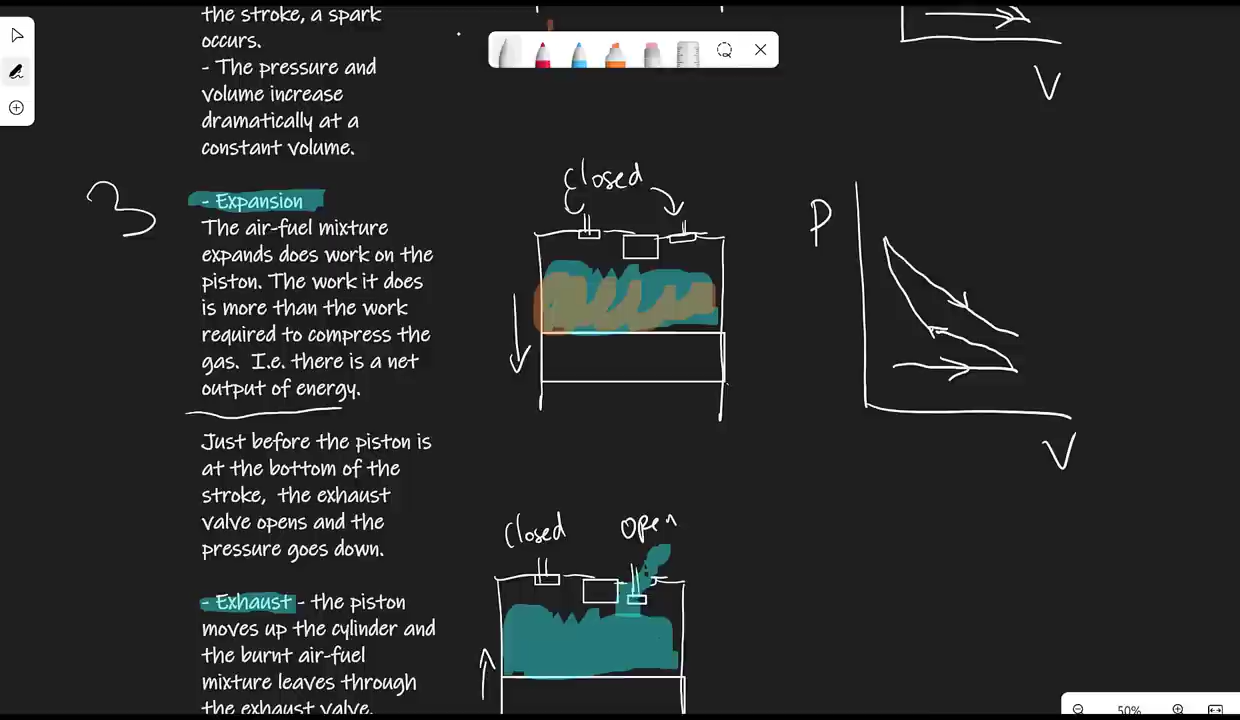 the stroke, a spark
occurs.
- The pressure and
volume increase
dramatically at a
constant volume.
V
3
- Expansion
The air-fuel mixture
expands does work on the
piston. The work it does
is more than the work
required to compress the
gas. I.e. there is a net
output of energy.
Closed
P
V
Just before the piston is
at the bottom of the
stroke, the exhaust
valve opens and the
pressure goes down.
Closed
open
- Exhaust - the piston
moves up the cylinder and
the burnt air-fuel
mixture leaves through
the exhaust valve.
50%